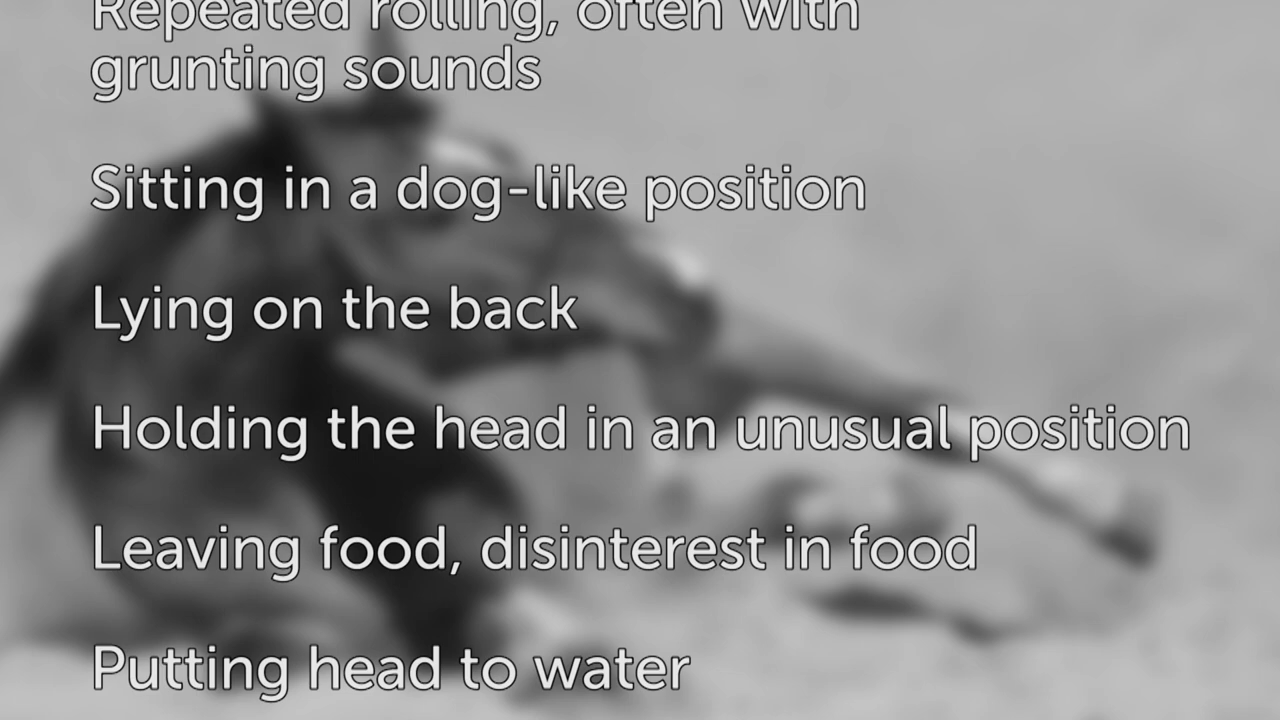 Repeated rolling, often with
grunting sounds
Sitting in a dog-like position
Lying on the back
Holding the head in an unusual position
Leaving food, disinterest in food
Putting head to water